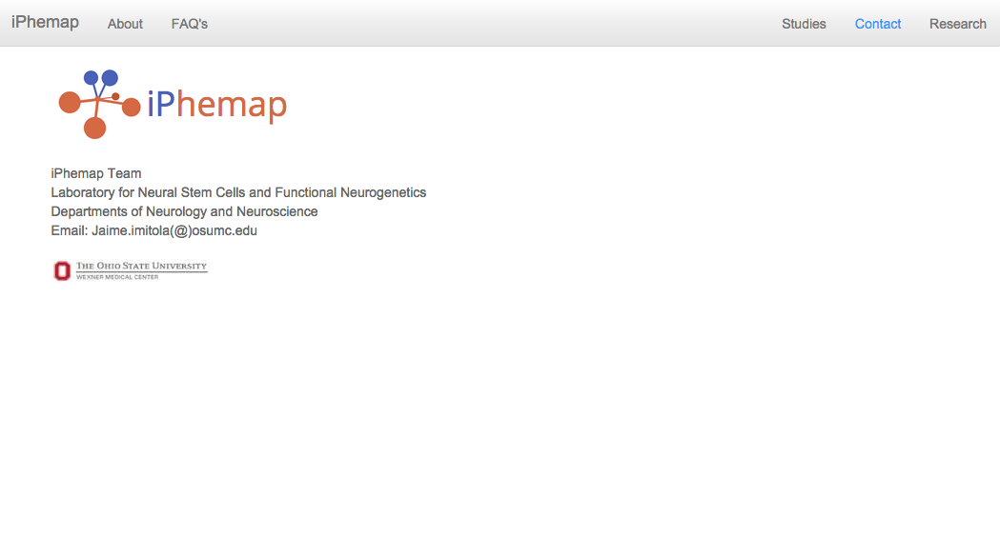 iPhemap About FAQ's Studies Contact Research
iPhemap
iPhemap Team
Laboratory for Neural Stem Cells and Functional Neurogenetics
Departments of Neurology and Neuroscience
Email: Jaime.imitola(@)osumc.edu
THE OHIO STATE UNIVERSITY
WEXNER MEDICAL CENTER